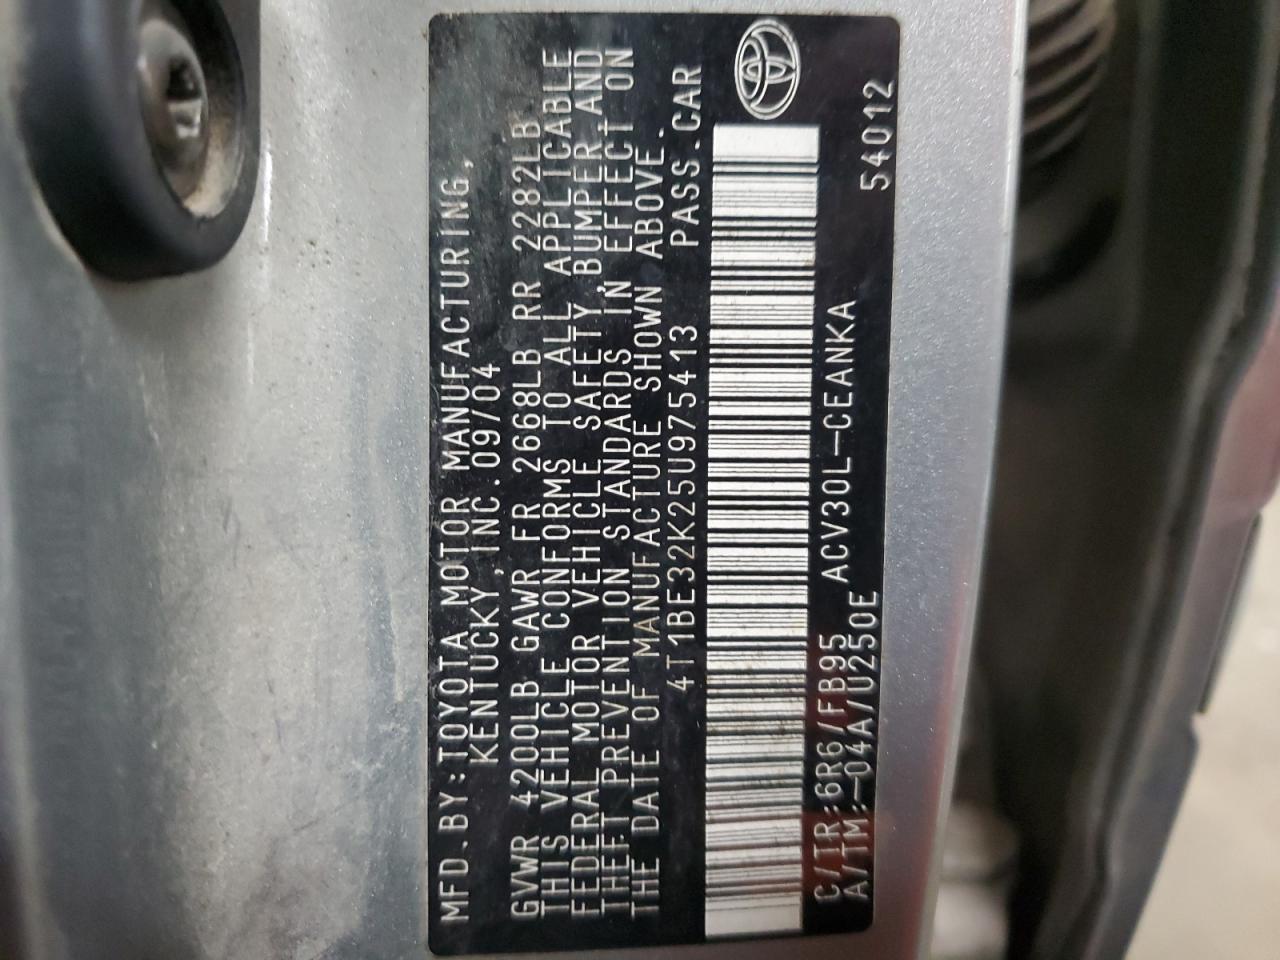 MFD.BY:TOYOTA MOTOR MANUFACTURING,
KENTUCKY,INC.09/04
GVWR 4200LB GAWR FR 2668LB RR 2282LB
THIS VEHICLE CONFORMS TO ALL APPLICABLE
FEDERAL MOTOR VEHICLE SAFETY,BUMPER,AND
THEFT PREVENTION STANDARDS IN EFFECT ON
THE DATE OF MANUFACTURE SHOWN ABOVE.
4T1BE32K25U975413 PASS.CAR
C/TR:6R6/FB95 ACV30L-CEANKA 54012
A/TM:-04A/U250E